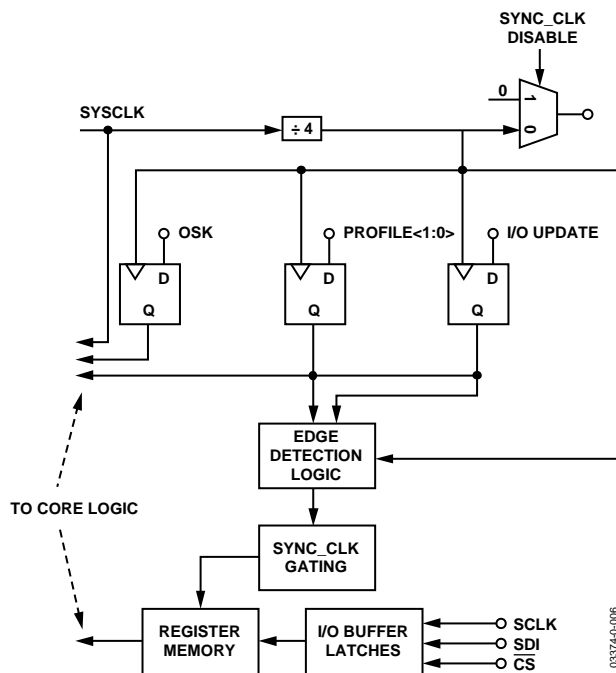 SYNC_CLK
DISABLE
0
1
0
SYSCLK
÷ 4
OSK
PROFILE<1:0>
I/O UPDATE
D
D
D
Q
Q
Q
EDGE
DETECTION
LOGIC
TO CORE LOGIC
SYNC_CLK
GATING
REGISTER
MEMORY
I/O BUFFER
LATCHES
SCLK
SDI
CS
03374-0-006